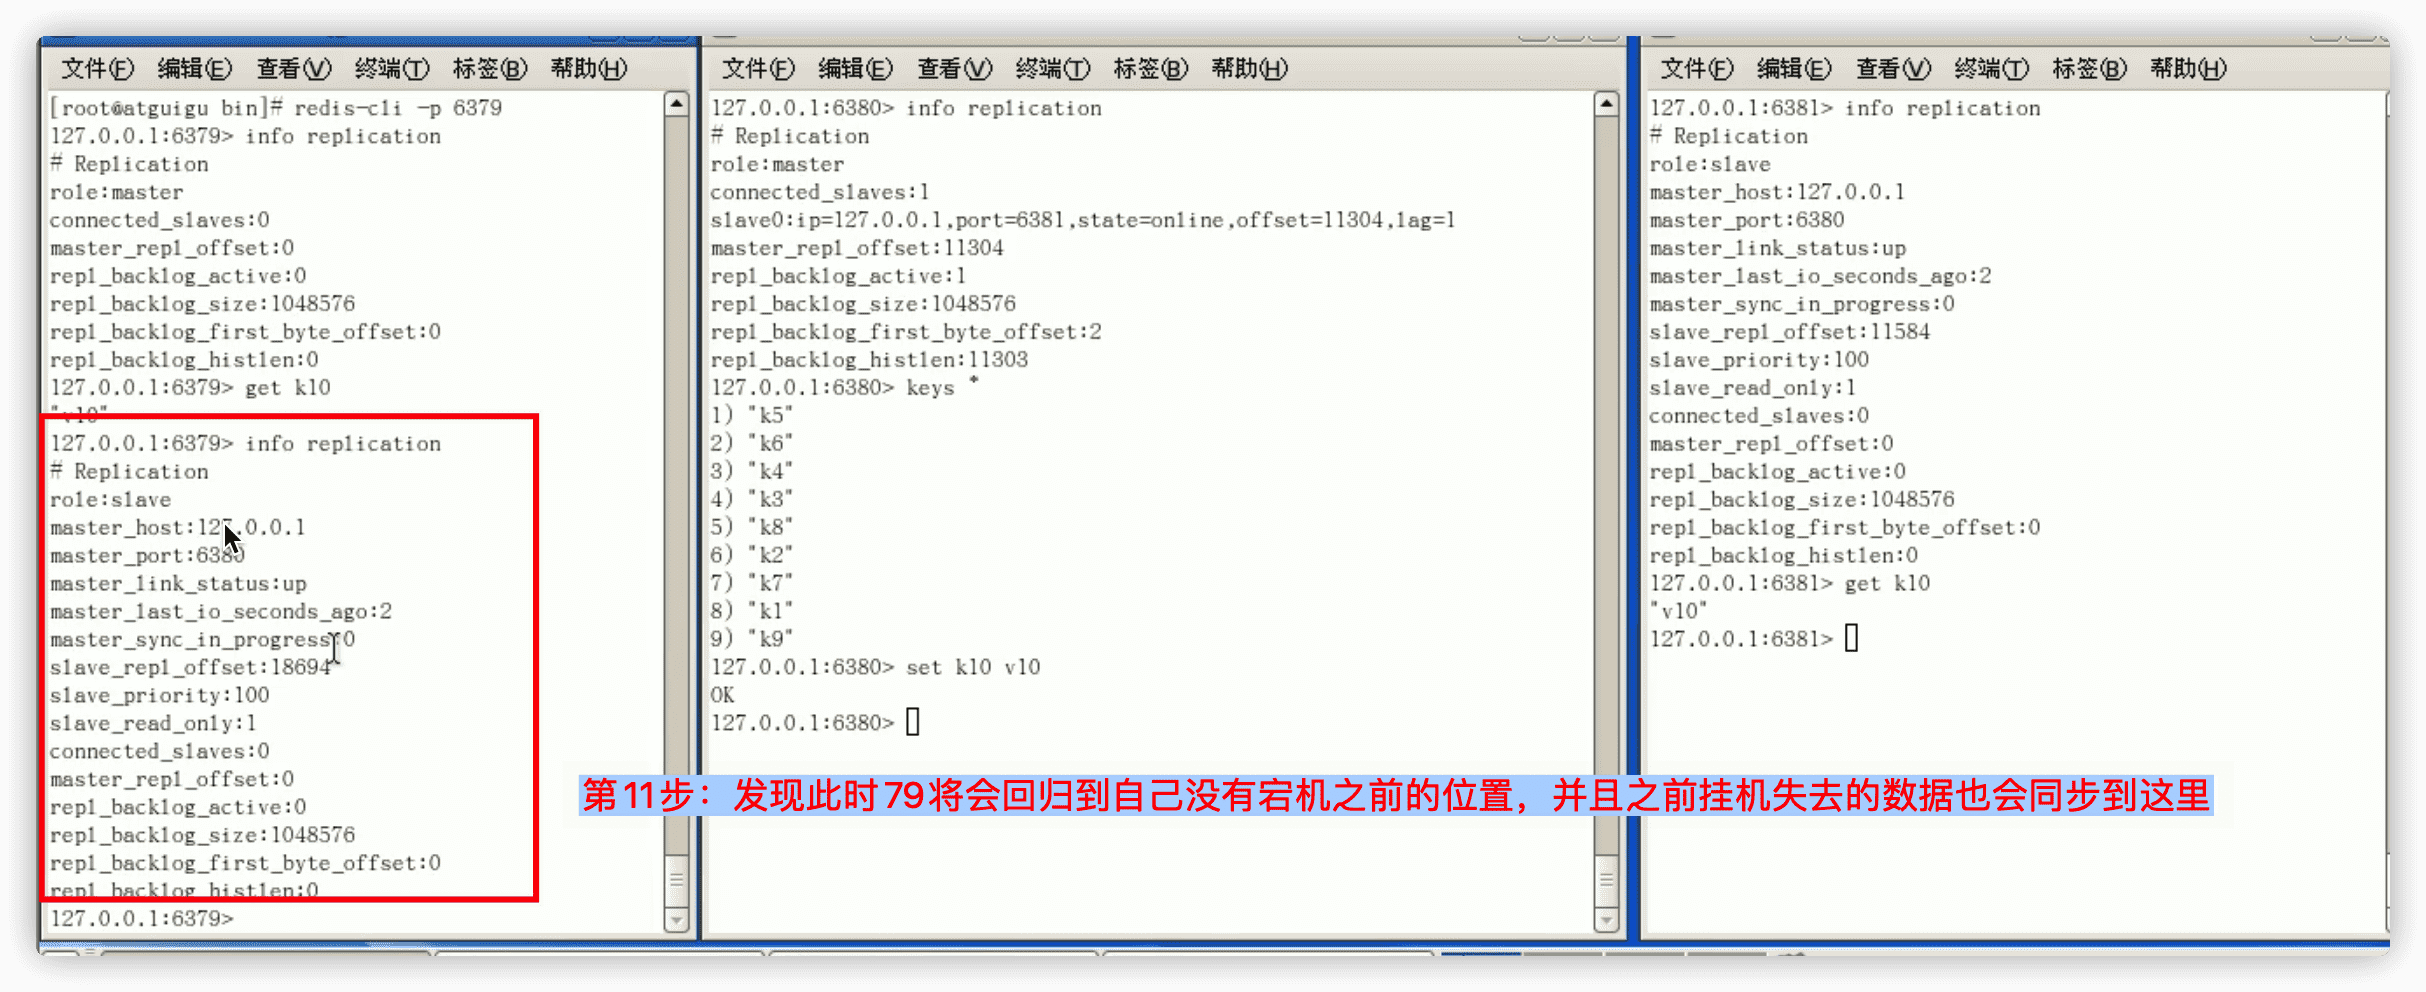 文件(F) 编辑(E) 查看(V) 终端(T) 标签(B) 帮助(H)
[root@atguigu bin]# redis-cli -p 6379
127.0.0.1:6379> info replication
# Replication
role:master
connected_slaves:0
master_repl_offset:0
repl_backlog_active:0
repl_backlog_size:1048576
repl_backlog_first_byte_offset:0
repl_backlog_histlen:0
127.0.0.1:6379> get k10
"v10"
127.0.0.1:6379> info replication
# Replication
role:slave
master_host:127.0.0.1
master_port:6380
master_link_status:up
master_last_io_seconds_ago:2
master_sync_in_progress:0
slave_repl_offset:18694
slave_priority:100
slave_read_only:1
connected_slaves:0
master_repl_offset:0
repl_backlog_active:0
repl_backlog_size:1048576
repl_backlog_first_byte_offset:0
repl_backlog_histlen:0
127.0.0.1:6379>
文件(F) 编辑(E) 查看(V) 终端(T) 标签(B) 帮助(H)
127.0.0.1:6380> info replication
# Replication
role:master
connected_slaves:1
slave0:ip=127.0.0.1,port=6381,state=online,offset=11304,lag=1
master_repl_offset:11304
repl_backlog_active:1
repl_backlog_size:1048576
repl_backlog_first_byte_offset:2
repl_backlog_histlen:11303
127.0.0.1:6380> keys *
1) "k5"
2) "k6"
3) "k4"
4) "k3"
5) "k8"
6) "k2"
7) "k7"
8) "k1"
9) "k9"
127.0.0.1:6380> set k10 v10
OK
127.0.0.1:6380>
文件(F) 编辑(E) 查看(V) 终端(T) 标签(B) 帮助(H)
127.0.0.1:6381> info replication
# Replication
role:slave
master_host:127.0.0.1
master_port:6380
master_link_status:up
master_last_io_seconds_ago:2
master_sync_in_progress:0
slave_repl_offset:11584
slave_priority:100
slave_read_only:1
connected_slaves:0
master_repl_offset:0
repl_backlog_active:0
repl_backlog_size:1048576
repl_backlog_first_byte_offset:0
repl_backlog_histlen:0
127.0.0.1:6381> get k10
"v10"
127.0.0.1:6381>
第11步：发现此时79将会回归到自己没有宕机之前的位置，并且之前挂机失去的数据也会同步到这里